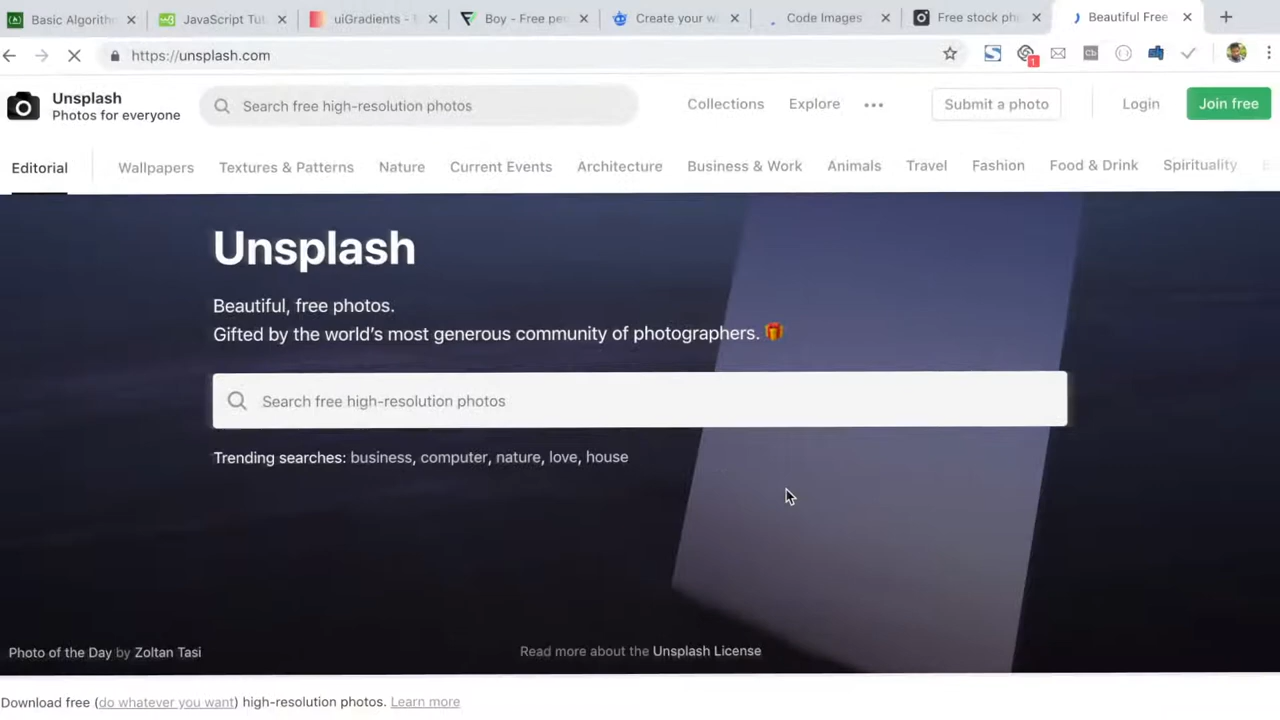 Basic Algorith
JavaScript Tut
uiGradients -
Boy - Free pe
Create your w
Code Images
Free stock ph
Beautiful Free
https://unsplash.com
1
Cb
Unsplash
Photos for everyone
Search free high-resolution photos
Collections
Explore
Submit a photo
Login
Join free
Editorial
Wallpapers
Textures & Patterns
Nature
Current Events
Architecture
Business & Work
Animals
Travel
Fashion
Food & Drink
Spirituality
Unsplash
Beautiful, free photos.
Gifted by the world's most generous community of photographers. 🎁
Search free high-resolution photos
Trending searches: business, computer, nature, love, house
Photo of the Day by Zoltan Tasi
Read more about the Unsplash License
Download free (do whatever you want) high-resolution photos. Learn more